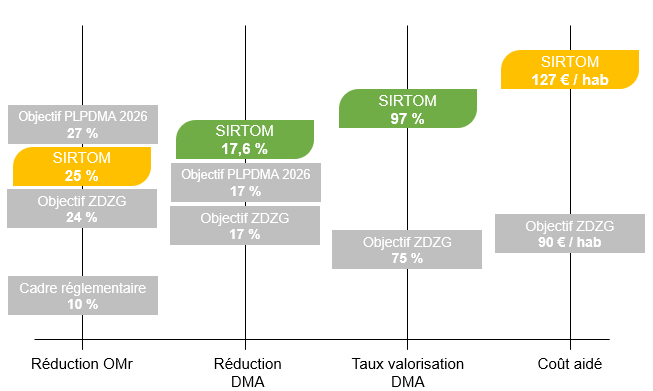 Objectif PLPDMA 2026
27 %
SIRTOM
25 %
Objectif ZDZG
24 %
Cadre réglementaire
10 %
Réduction OMr
SIRTOM
17,6 %
Objectif PLPDMA 2026
17 %
Objectif ZDZG
17 %
Réduction
DMA
SIRTOM
97 %
Objectif ZDZG
75 %
Taux valorisation
DMA
SIRTOM
127 € / hab
Objectif ZDZG
90 € / hab
Coût aidé